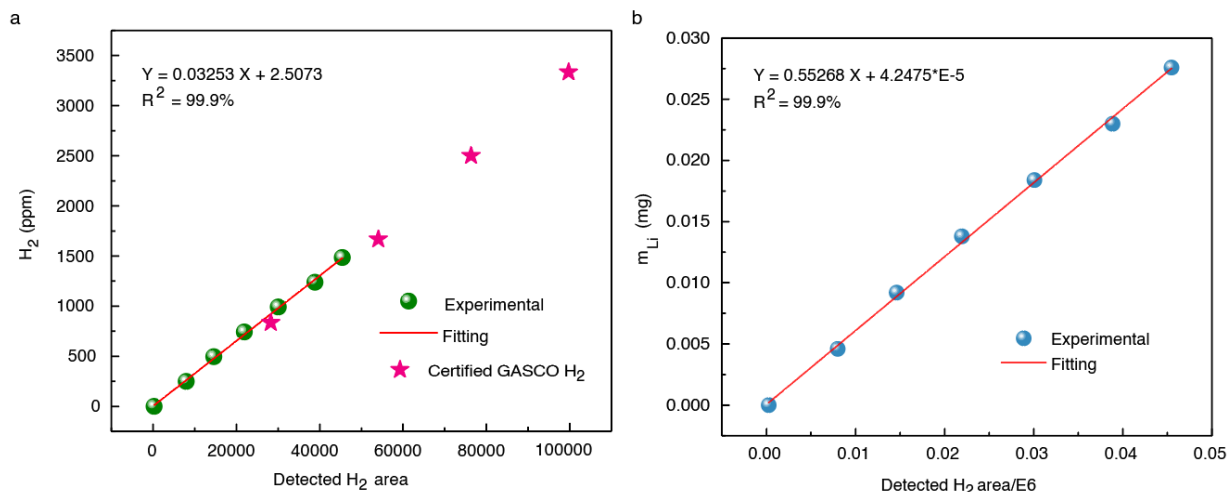 a
Y = 0.03253 X + 2.5073
R² = 99.9%
3500
3000
2500
2000
1500
1000
500
0
H₂ (ppm)
Experimental
Fitting
Certified GASCO H₂
0 20000 40000 60000 80000 100000
Detected H₂ area
b
Y = 0.55268 X + 4.2475*E-5
R² = 99.9%
0.030
0.025
0.020
0.015
0.010
0.005
0.000
m_Li (mg)
Experimental
Fitting
0.00 0.01 0.02 0.03 0.04 0.05
Detected H₂ area/E6